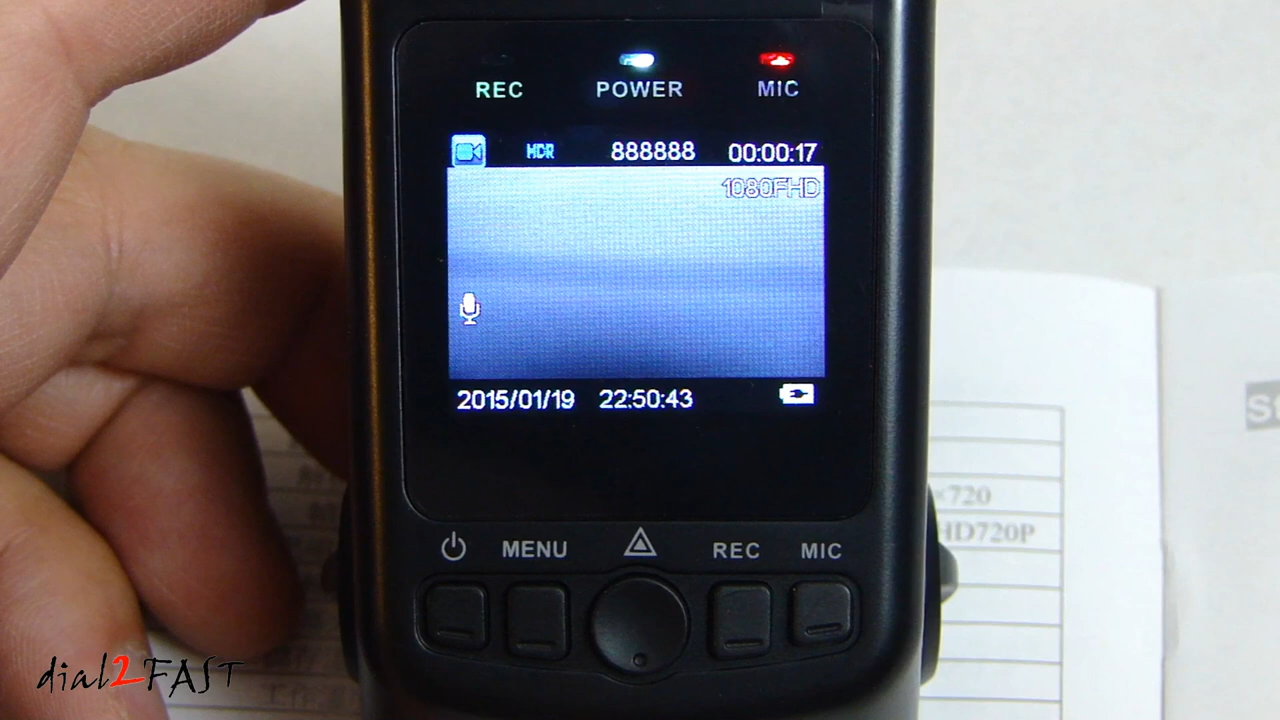 REC POWER MIC
HDR 888888 00:00:17
1080FHD
2015/01/19 22:50:43
×720
HD720P
MENU REC MIC
dial2FAST